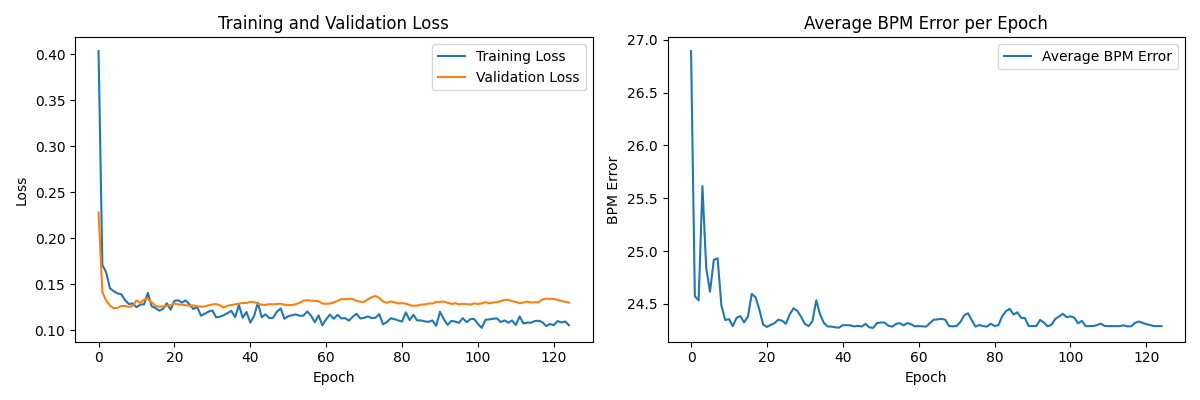 Training and Validation Loss
Training Loss
Validation Loss
0.40
0.35
0.30
0.25
0.20
0.15
0.10
Loss
0 20 40 60 80 100 120
Epoch
Average BPM Error per Epoch
Average BPM Error
27.0
26.5
26.0
25.5
25.0
24.5
BPM Error
0 20 40 60 80 100 120
Epoch